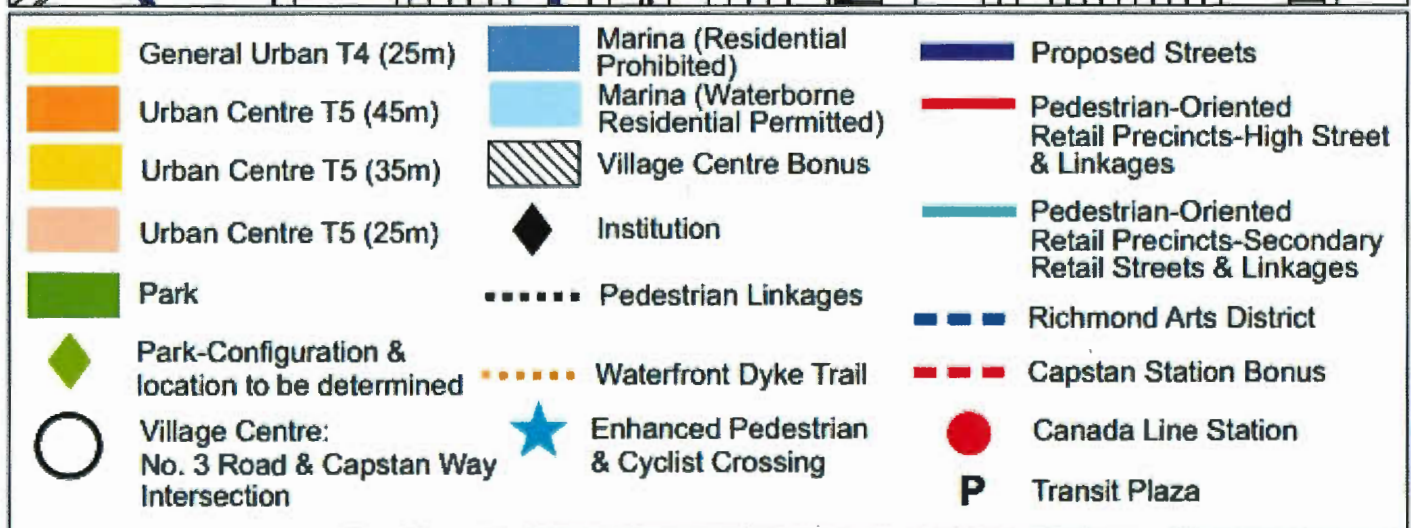 General Urban T4 (25m)
Urban Centre T5 (45m)
Urban Centre T5 (35m)
Urban Centre T5 (25m)
Park
Park-Configuration &
location to be determined
Village Centre:
No. 3 Road & Capstan Way
Intersection
Marina (Residential
Prohibited)
Marina (Waterborne
Residential Permitted)
Village Centre Bonus
Institution
Pedestrian Linkages
Waterfront Dyke Trail
Enhanced Pedestrian
& Cyclist Crossing
Proposed Streets
Pedestrian-Oriented
Retail Precincts-High Street
& Linkages
Pedestrian-Oriented
Retail Precincts-Secondary
Retail Streets & Linkages
Richmond Arts District
Capstan Station Bonus
Canada Line Station
P Transit Plaza